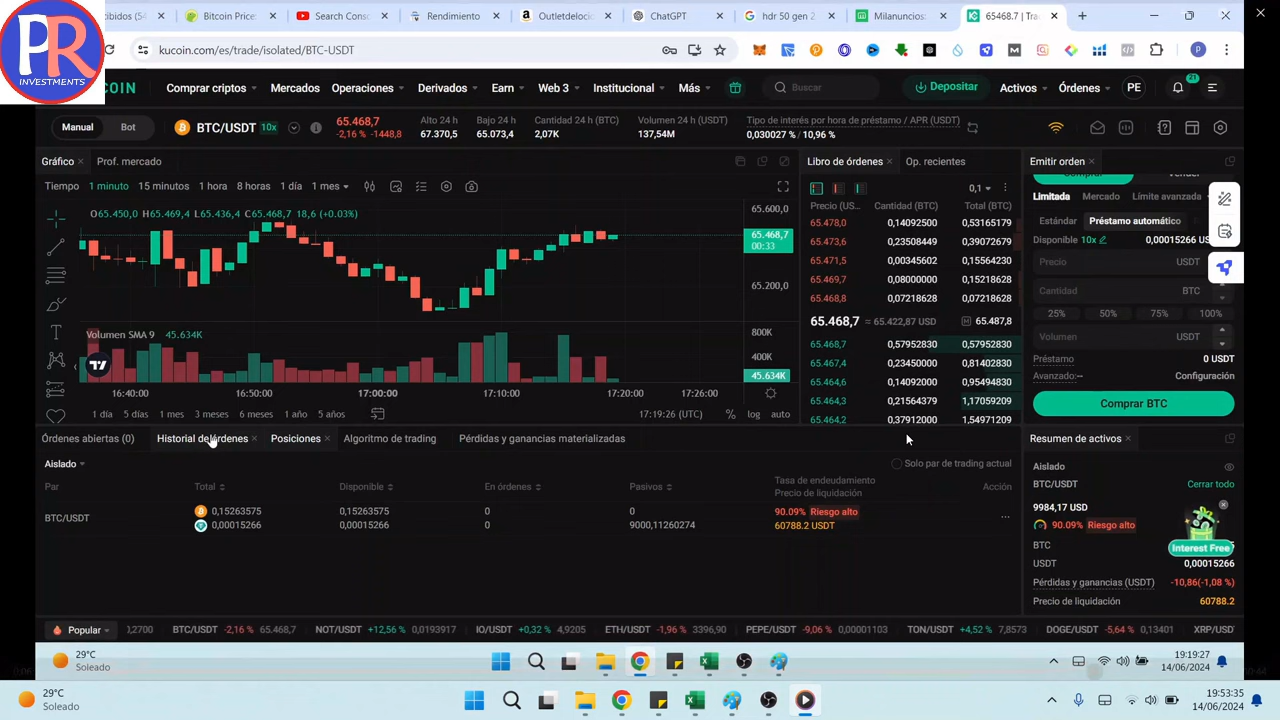 PR
INVESTMENTS
cibidos (4)
Bitcoin Price
Search Consc
Rendimiento
Outletdelocio
ChatGPT
hdr 50 gen 2
Milanuncios:
65468.7 | Tra
kucoin.com/es/trade/isolated/BTC-USDT
COIN
Comprar criptos
Mercados
Operaciones
Derivados
Earn
Web 3
Institucional
Más
Buscar
Depositar
Activos
Órdenes
PE
21
Manual
Bot
BTC/USDT 10x
65.468,7
-2,16 % -1448,8
Alto 24 h
67.370,5
Bajo 24 h
65.073,4
Cantidad 24 h (BTC)
2,07K
Volumen 24 h (USDT)
137,54M
Tipo de interés por hora de préstamo / APR (USDT)
0,030027 % / 10,96 %
Gráfico
Prof. mercado
Tiempo
1 minuto
15 minutos
1 hora
8 horas
1 día
1 mes
O65.450,0 H65.469,4 L65.436,4 C65.468,7 18,6 (+0.03%)
65.600,0
65.468,7
00:33
65.200,0
Volumen SMA 9 45.634K
800K
400K
45.634K
16:40:00
16:50:00
17:00:00
17:10:00
17:20:00
17:26:00
1 día
5 días
1 mes
3 meses
6 meses
1 año
5 años
17:19:26 (UTC)
%
log
auto
Libro de órdenes
Op. recientes
0,1
Precio (US...
Cantidad (BTC)
Total (BTC)
65.478,0 0,14092500 0,53165179
65.473,6 0,23508449 0,39072679
65.471,5 0,00345602 0,15564230
65.469,7 0,08000000 0,15218628
65.468,8 0,07218628 0,07218628
65.468,7 = 65.422,87 USD M 65.487,8
65.468,7 0,57952830 0,57952830
65.467,4 0,23450000 0,81402830
65.464,6 0,14092000 0,95494830
65.464,3 0,21564379 1,17059209
65.464,2 0,37912000 1,54971209
Emitir orden
Comprar
Vender
Limitada
Mercado
Límite avanzada
Estándar
Préstamo automático
Disponible 10x 0,00015266 US
Precio USDT
Cantidad BTC
25%
50%
75%
100%
Volumen USDT
Préstamo 0 USDT
Avanzado:-- Configuración
Comprar BTC
Órdenes abiertas (0)
Historial de órdenes
Posiciones
Algoritmo de trading
Pérdidas y ganancias materializadas
Aislado
Solo par de trading actual
Par
Total
Disponible
En órdenes
Pasivos
Tasa de endeudamiento
Precio de liquidación
Acción
BTC/USDT
0,15263575 0,15263575 0 0 90.09% Riesgo alto
0,00015266 0,00015266 0 9000,11260274 60788.2 USDT
...
Resumen de activos
Aislado
BTC/USDT Cerrar todo
9984,17 USD
90.09% Riesgo alto
Interest Free
BTC
USDT 0,00015266
Pérdidas y ganancias (USDT) -10,86(-1,08 %)
Precio de liquidación 60788.2
Popular
0,2700
BTC/USDT -2,16 % 65.468,7
NOT/USDT +12,56 % 0,0193917
IO/USDT +0,32 % 4,9205
ETH/USDT -1,96 % 3396,90
PEPE/USDT -9,06 % 0,00001103
TON/USDT +4,52 % 7,8573
DOGE/USDT -5,64 % 0,13401
XRP/USD
29°C
Soleado
19:19:27
14/06/2024
29°C
Soleado
19:53:35
14/06/2024